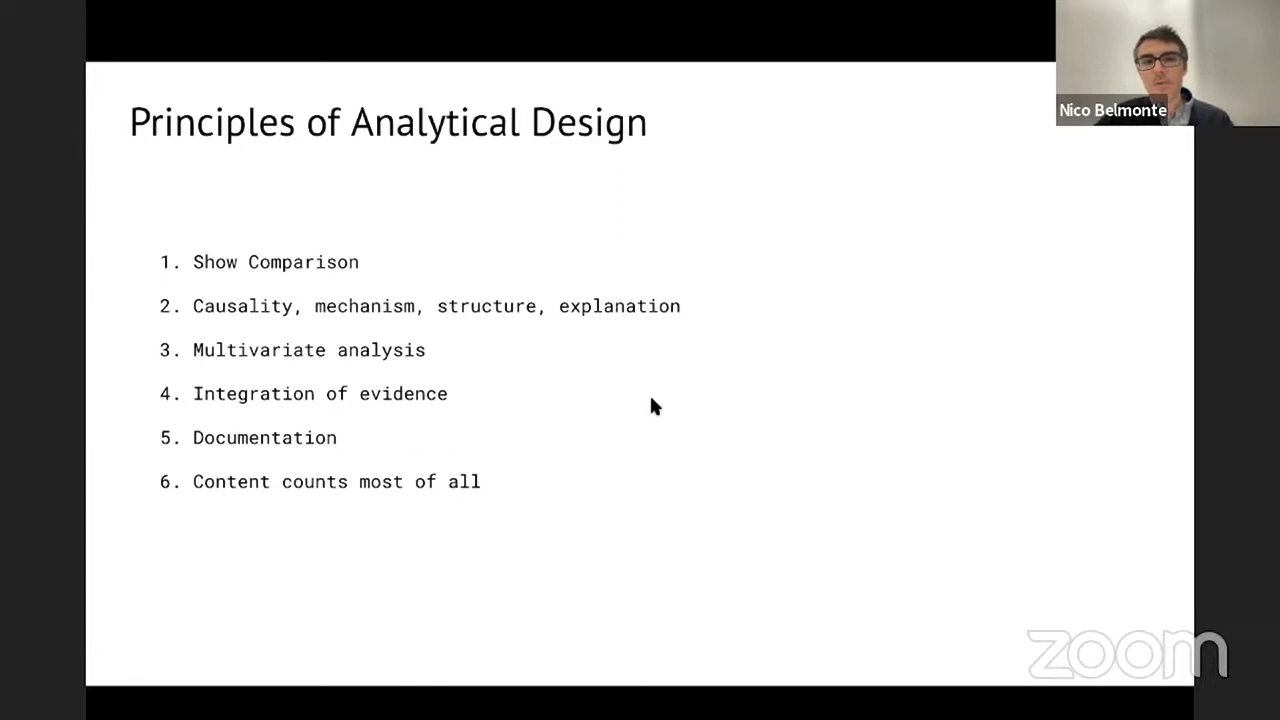 Nico Belmonte
Principles of Analytical Design
1. Show Comparison
2. Causality, mechanism, structure, explanation
3. Multivariate analysis
4. Integration of evidence
5. Documentation
6. Content counts most of all
zoom